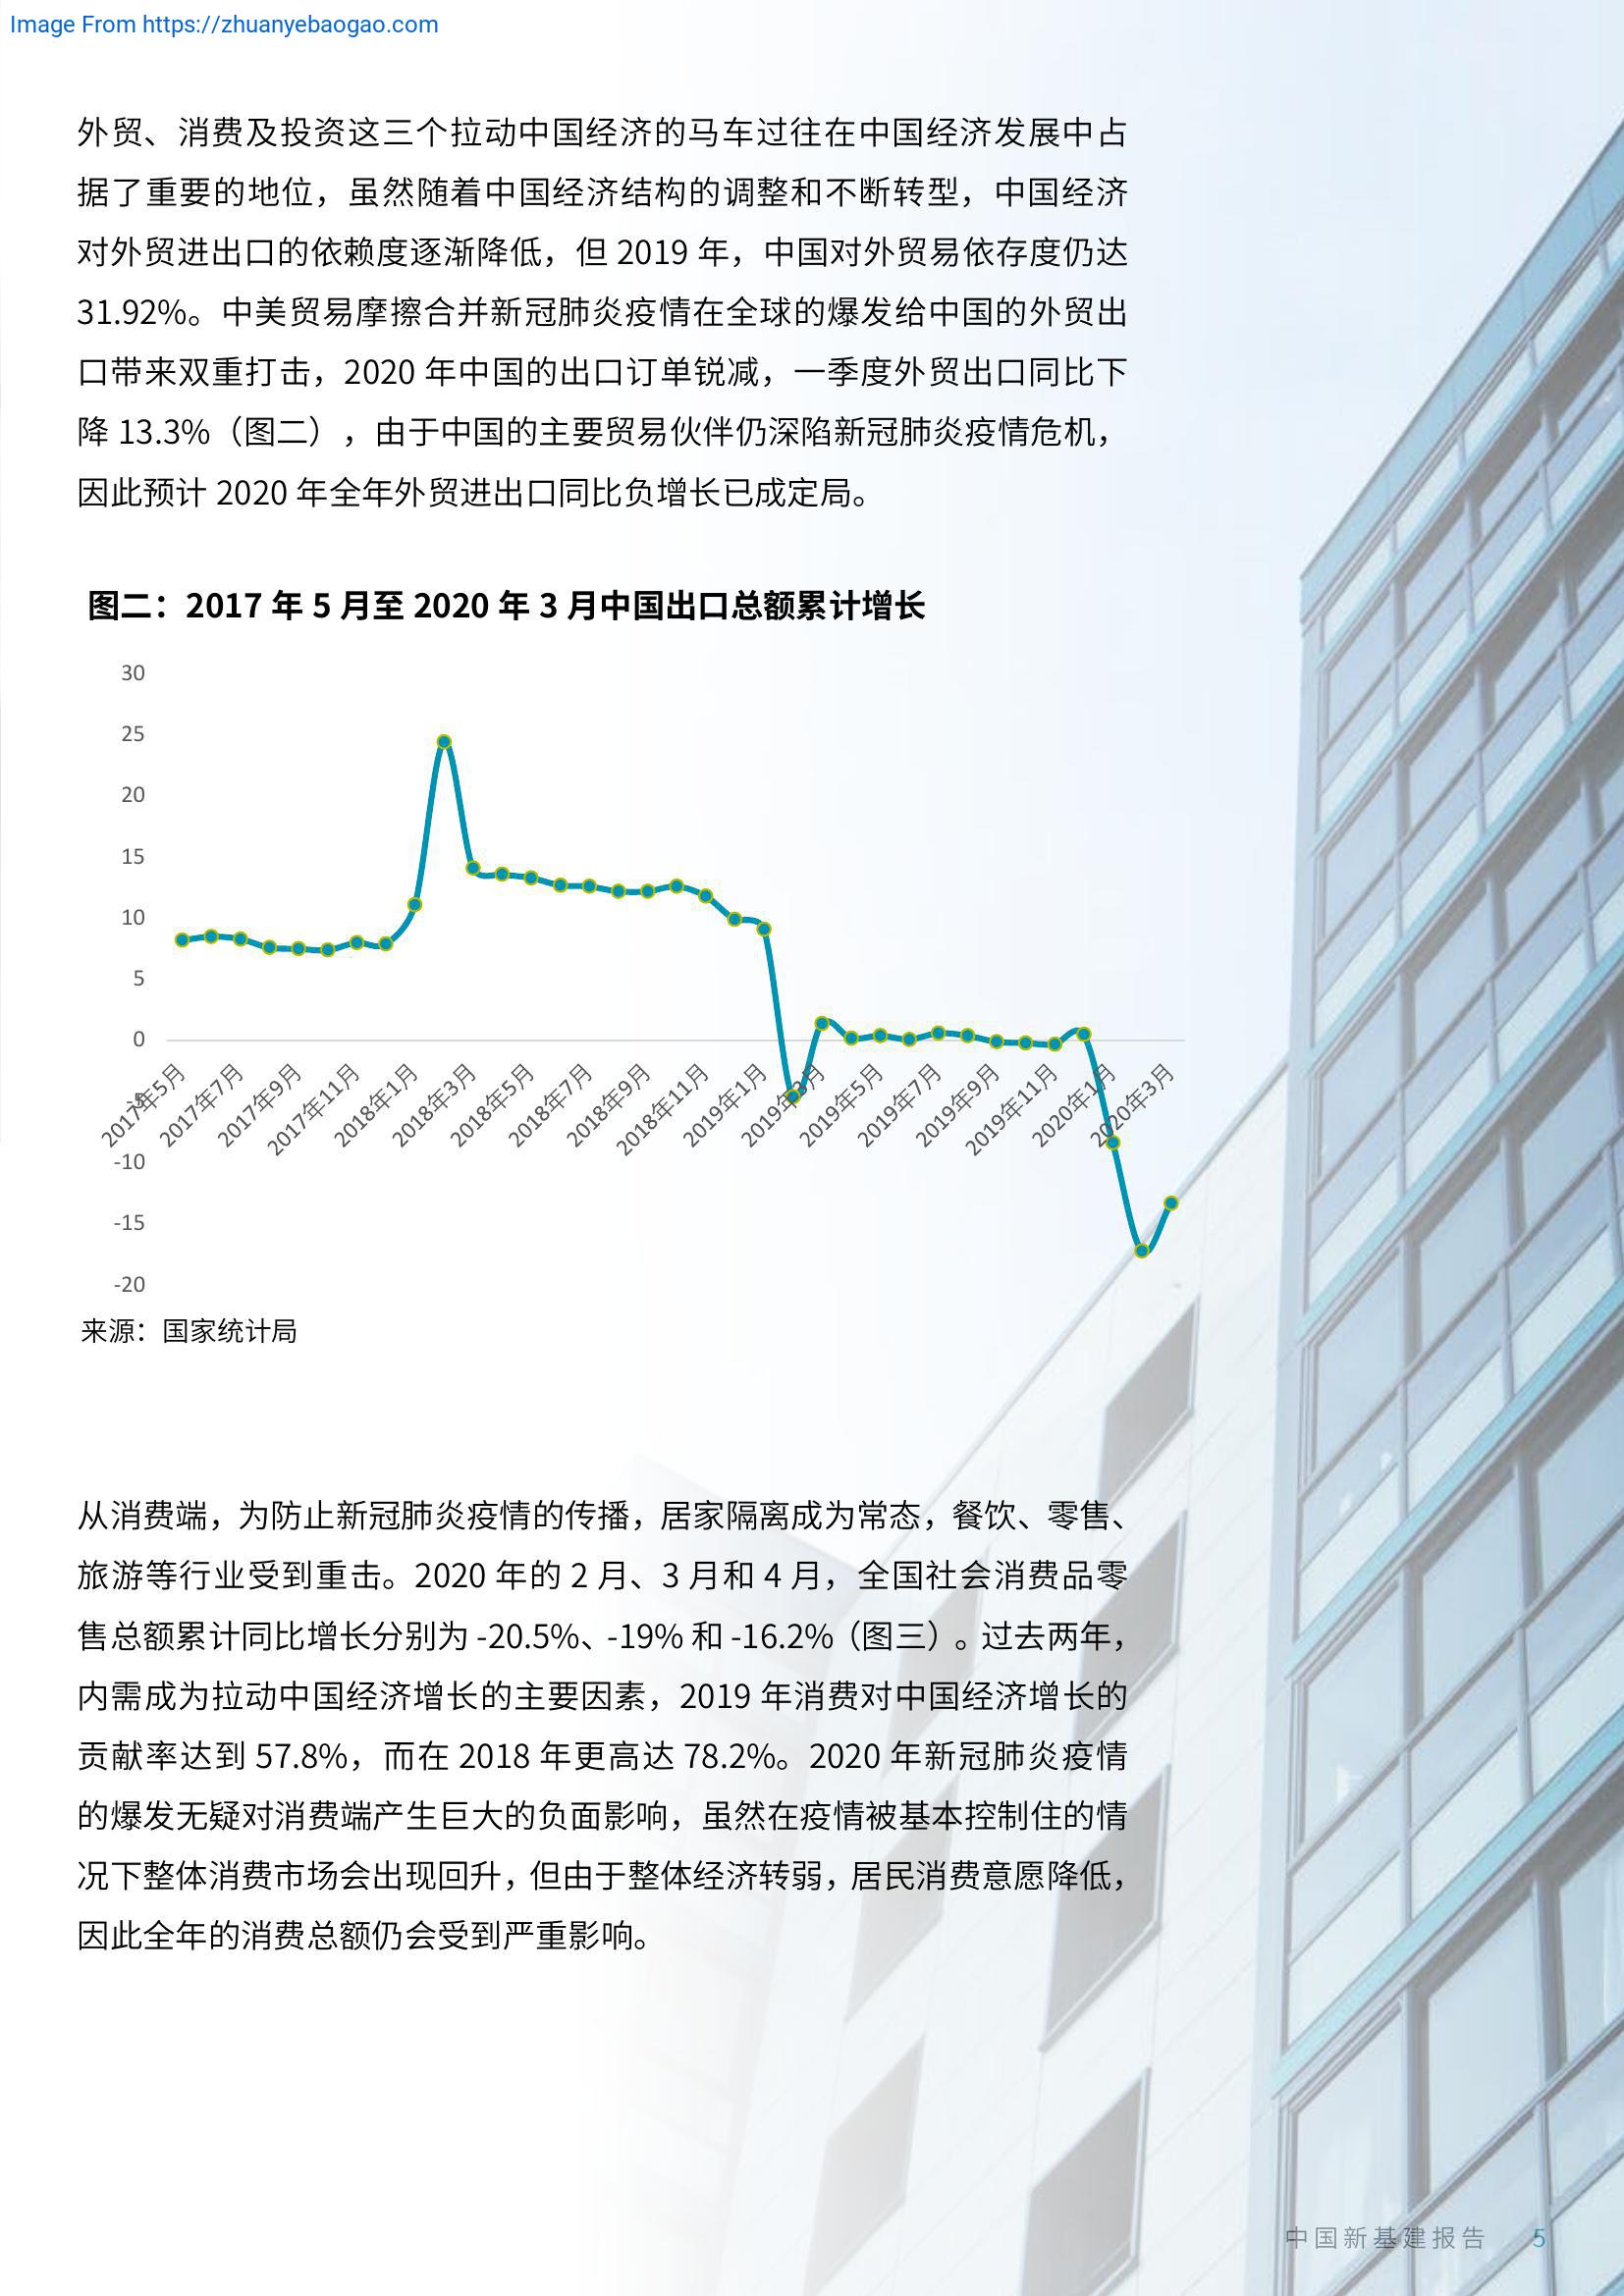 Image From https://zhuanyebaogao.com
外贸、消费及投资这三个拉动中国经济的马车过往在中国经济发展中占
据了重要的地位，虽然随着中国经济结构的调整和不断转型，中国经济
对外贸进出口的依赖度逐渐降低，但 2019 年，中国对外贸易依存度仍达
31.92%。中美贸易摩擦合并新冠肺炎疫情在全球的爆发给中国的外贸出
口带来双重打击，2020 年中国的出口订单锐减，一季度外贸出口同比下
降 13.3%（图二），由于中国的主要贸易伙伴仍深陷新冠肺炎疫情危机，
因此预计 2020 年全年外贸进出口同比负增长已成定局。
图二：2017 年 5 月至 2020 年 3 月中国出口总额累计增长
30
25
20
15
10
5
0
-5
-10
-15
-20
2017年5月
2017年7月
2017年9月
2017年11月
2018年1月
2018年3月
2018年5月
2018年7月
2018年9月
2018年11月
2019年1月
2019年3月
2019年5月
2019年7月
2019年9月
2019年11月
2020年1月
2020年3月
来源：国家统计局
从消费端，为防止新冠肺炎疫情的传播，居家隔离成为常态，餐饮、零售、
旅游等行业受到重击。2020 年的 2 月、3 月和 4 月，全国社会消费品零
售总额累计同比增长分别为 -20.5%、-19% 和 -16.2%（图三）。过去两年，
内需成为拉动中国经济增长的主要因素，2019 年消费对中国经济增长的
贡献率达到 57.8%，而在 2018 年更高达 78.2%。2020 年新冠肺炎疫情
的爆发无疑对消费端产生巨大的负面影响，虽然在疫情被基本控制住的情
况下整体消费市场会出现回升，但由于整体经济转弱，居民消费意愿降低，
因此全年的消费总额仍会受到严重影响。
中国新基建报告 5